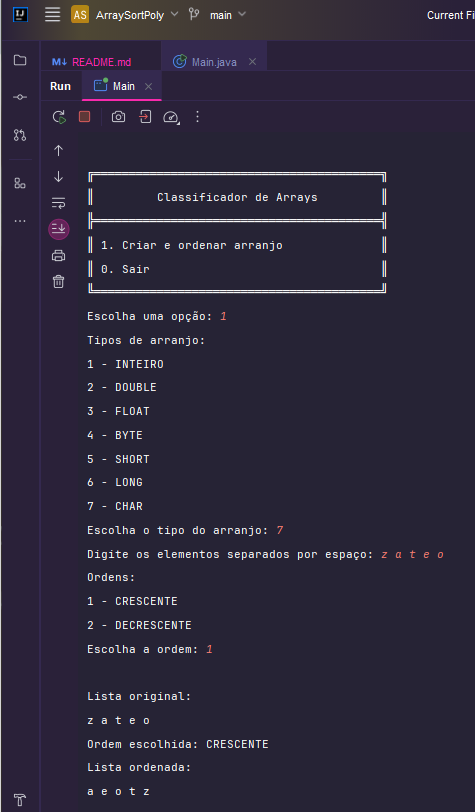 AS ArraySortPoly main Current Fi
M↓ README.md Main.java
Run Main
Classificador de Arrays
1. Criar e ordenar arranjo
0. Sair
Escolha uma opção: 1
Tipos de arranjo:
1 - INTEIRO
2 - DOUBLE
3 - FLOAT
4 - BYTE
5 - SHORT
6 - LONG
7 - CHAR
Escolha o tipo do arranjo: 7
Digite os elementos separados por espaço: z a t e o
Ordens:
1 - CRESCENTE
2 - DECRESCENTE
Escolha a ordem: 1
Lista original:
z a t e o
Ordem escolhida: CRESCENTE
Lista ordenada:
a e o t z